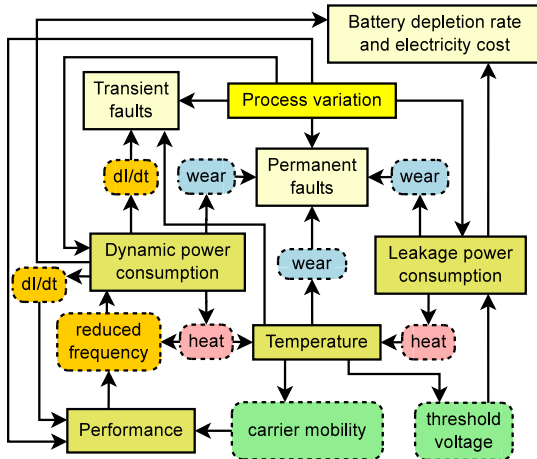 Battery depletion rate
and electricity cost
Transient
faults
Process variation
dI/dt
wear
Permanent
faults
wear
Dynamic power
consumption
wear
Leakage power
consumption
dI/dt
reduced
frequency
heat
Temperature
heat
Performance
carrier mobility
threshold
voltage